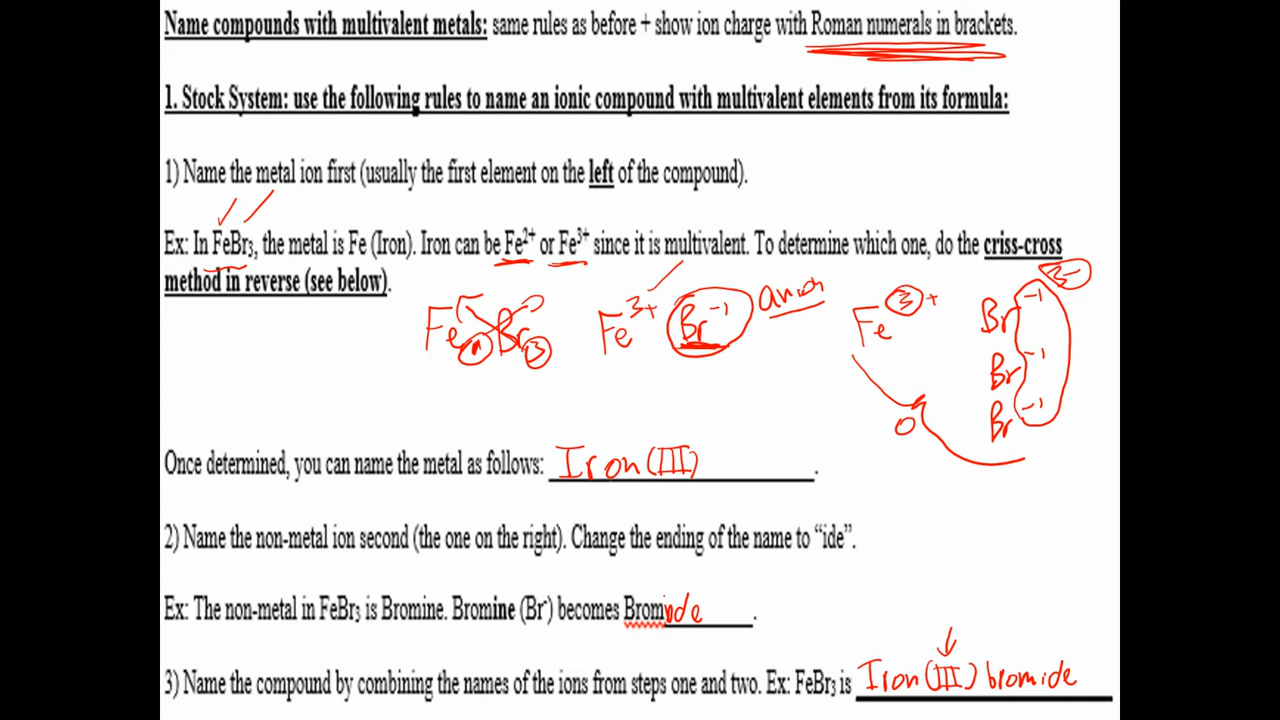 Name compounds with multivalent metals: same rules as before + show ion charge with Roman numerals in brackets.
1. Stock System: use the following rules to name an ionic compound with multivalent elements from its formula:
1) Name the metal ion first (usually the first element on the left of the compound).
Ex: In FeBr₃, the metal is Fe (Iron). Iron can be Fe²⁺ or Fe³⁺ since it is multivalent. To determine which one, do the criss-cross
method in reverse (see below).
Fe₁ Br₃ Fe³⁺ Br⁻¹ anion Fe³⁺ Br⁻¹ 3-
Br⁻¹
0 Br⁻¹
Once determined, you can name the metal as follows: Iron (III).
2) Name the non-metal ion second (the one on the right). Change the ending of the name to “ide”.
Ex: The non-metal in FeBr₃ is Bromine. Bromine (Br⁻) becomes Bromide.
3) Name the compound by combining the names of the ions from steps one and two. Ex: FeBr₃ is Iron (III) bromide